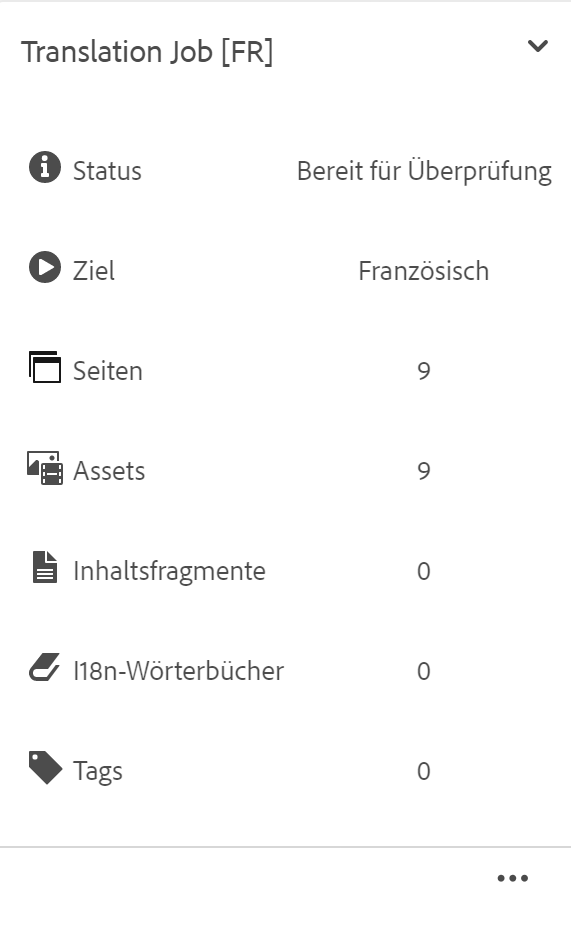 Translation Job [FR]
Status Bereit für Überprüfung
Ziel Französisch
Seiten 9
Assets 9
Inhaltsfragmente 0
I18n-Wörterbücher 0
Tags 0